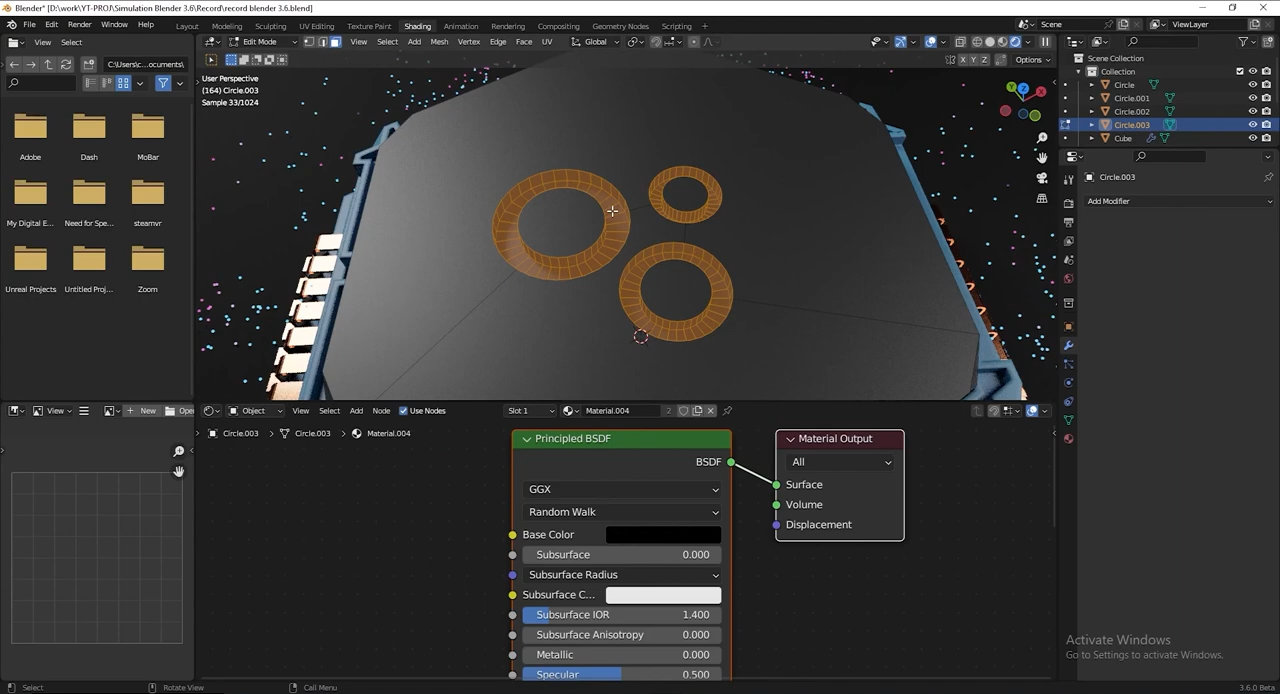 Blender* [D:\work\YT-PROJ\Simulation Blender 3.6\Record\record blender 3.6.blend]
File Edit Render Window Help Layout Modeling Sculpting UV Editing Texture Paint Shading Animation Rendering Compositing Geometry Nodes Scripting + Scene ViewLayer
View Select Edit Mode View Select Add Mesh Vertex Edge Face UV Global
C:\Users\c...ocuments\ X Y Z Options
User Perspective
(164) Circle.003
Sample 33/1024
Adobe Dash MoBar
My Digital E... Need for Spe... steamvr
Unreal Projects Untitled Proj... Zoom
Scene Collection
Collection
Circle
Circle.001
Circle.002
Circle.003
Cube
Circle.003
Add Modifier
Y Z X
View + New Open Object View Select Add Node Use Nodes Slot 1 Material.004 2
Circle.003 > Circle.003 > Material.004
Principled BSDF
BSDF
GGX
Random Walk
Base Color
Subsurface 0.000
Subsurface Radius
Subsurface C...
Subsurface IOR 1.400
Subsurface Anisotropy 0.000
Metallic 0.000
Specular 0.500
Material Output
All
Surface
Volume
Displacement
Activate Windows
Go to Settings to activate Windows.
Select Rotate View Call Menu 3.6.0 Beta